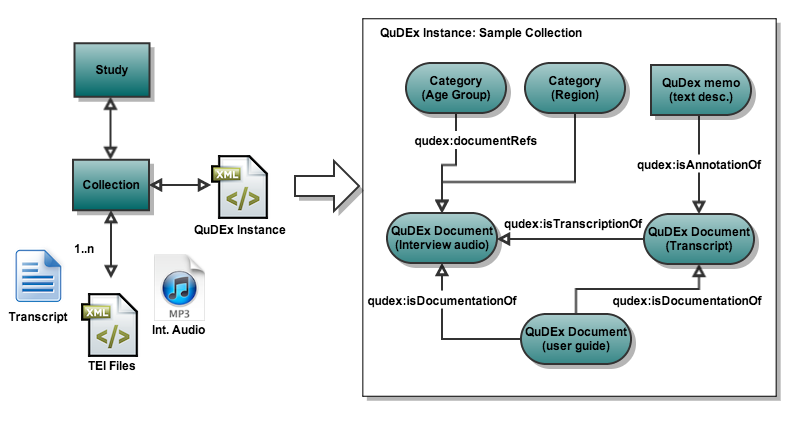 Study
Collection
XML
</>
QuDEx Instance
1..n
Transcript
XML
</>
TEI Files
MP3
Int. Audio
QuDEx Instance: Sample Collection
Category
(Age Group)
Category
(Region)
QuDex memo
(text desc.)
qudex:documentRefs
qudex:isAnnotationOf
QuDEx Document
(Interview audio)
qudex:isTranscriptionOf
QuDEx Document
(Transcript)
qudex:isDocumentationOf
qudex:isDocumentationOf
QuDEx Document
(user guide)